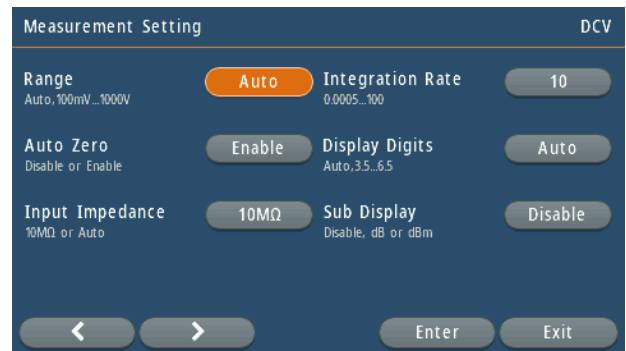 Measurement Setting DCV
Range Auto Integration Rate 10
Auto,100mV...1000V 0.0005...100
Auto Zero Enable Display Digits Auto
Disable or Enable Auto,3.5...6.5
Input Impedance 10MΩ Sub Display Disable
10MΩ or Auto Disable, dB or dBm
Enter Exit